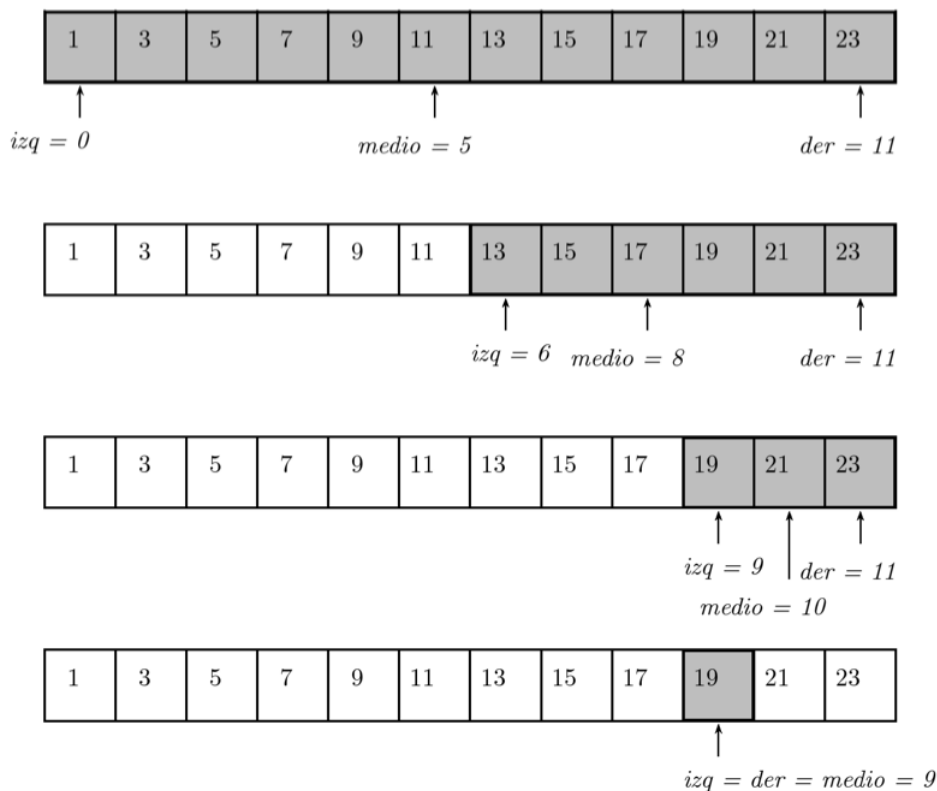 1 3 5 7 9 11 13 15 17 19 21 23
izq = 0 medio = 5 der = 11
1 3 5 7 9 11 13 15 17 19 21 23
izq = 6 medio = 8 der = 11
1 3 5 7 9 11 13 15 17 19 21 23
izq = 9 der = 11
medio = 10
1 3 5 7 9 11 13 15 17 19 21 23
izq = der = medio = 9